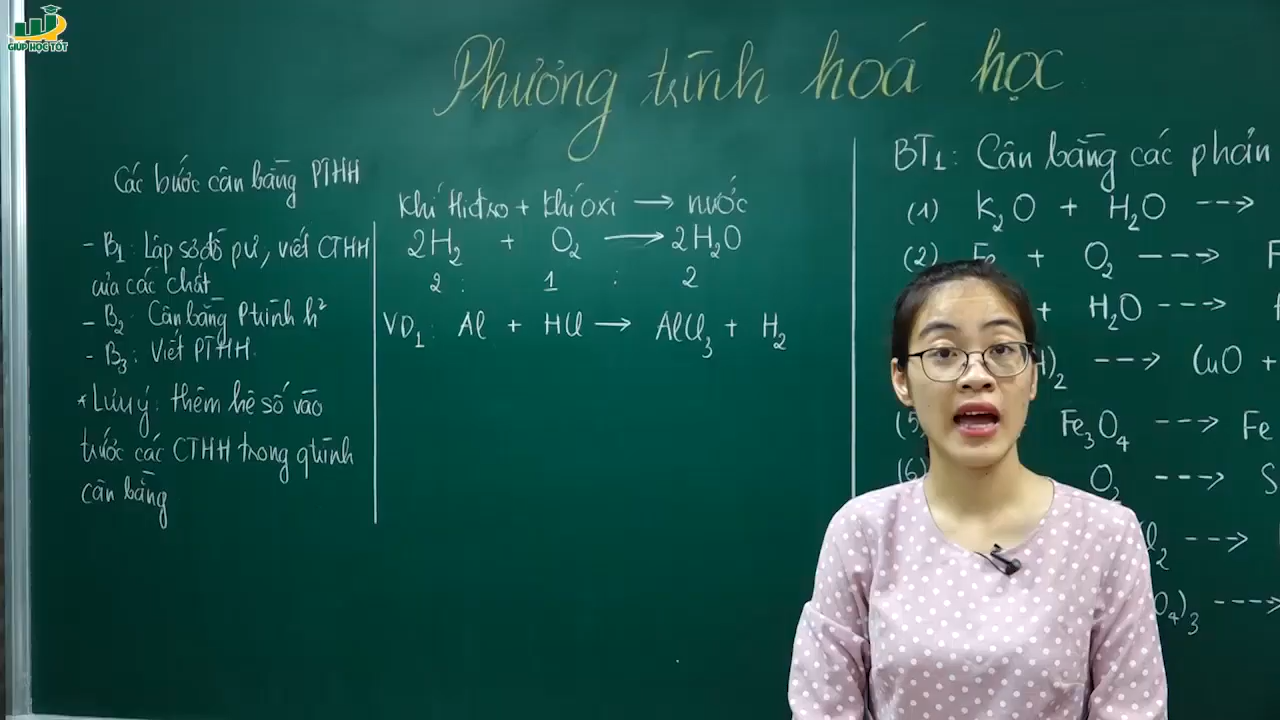 GIÚP HỌC TỐT
Phương trình hoá học
Các bước cân bằng PTHH
- B1: Lập sơ đồ pư, viết CTHH
của các chất
- B2: Cân bằng Ptrình h²
- B3: Viết PTHH.
* Lưu ý: thêm hệ số vào
trước các CTHH trong qtrình
cân bằng
Khí Hiđro + Khí oxi → nước
2H₂ + O₂ → 2H₂O
2 : 1 : 2
VD1: Al + HCl → AlCl₃ + H₂
BT1: Cân bằng các phản
(1) K₂O + H₂O --->
(2) Fe + O₂ ---> F
+ H₂O --->
)₂ ---> CuO +
(5 Fe₃O₄ ---> Fe
(6) O₂ ---> S
l₂ --->
O₄)₃ --->